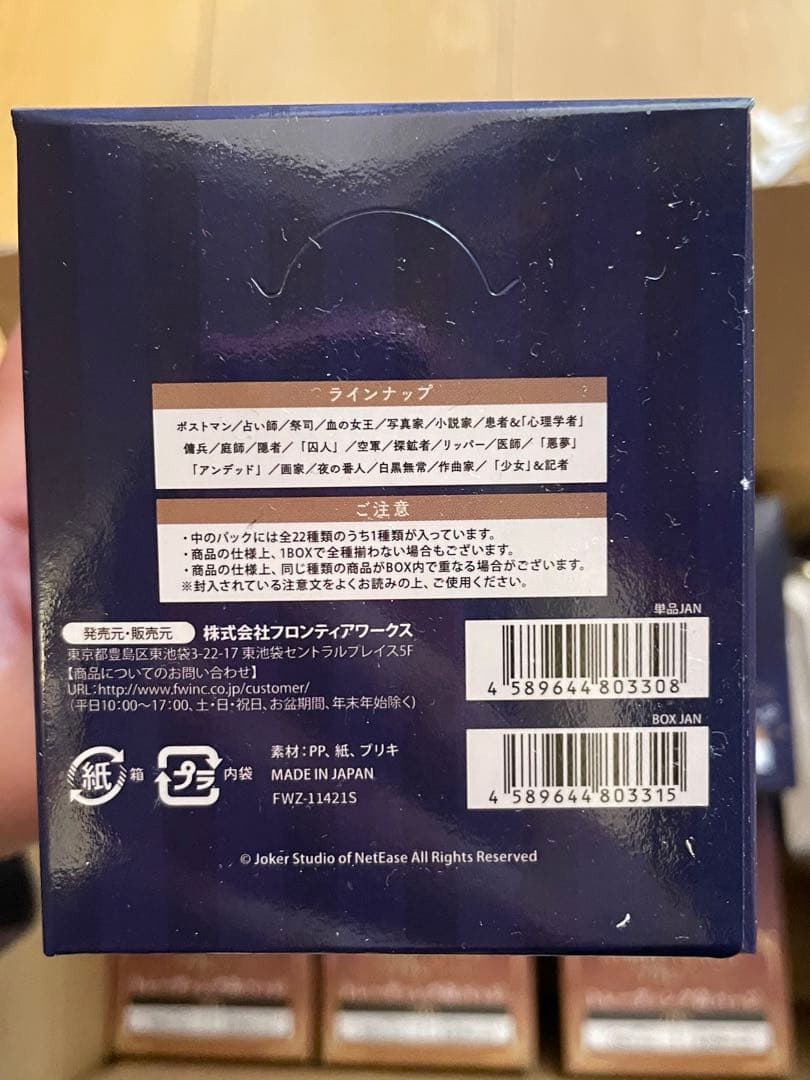 ラインナップ
ポストマン／占い師／祭司／血の女王／写真家／小説家／患者&「心理学者」
傭兵／庭師／隠者／「囚人」／空軍／探鉱者／リッパー／医師／「悪夢」
「アンデッド」／画家／夜の番人／白黒無常／作曲家／「少女」&記者
ご注意
・中のパックには全22種類のうち1種類が入っています。
・商品の仕様上、1BOXで全種揃わない場合もございます。
・商品の仕様上、同じ種類の商品がBOX内で重なる場合がございます。
※封入されている注意文をよくお読みの上、ご使用ください。
発売元・販売元 株式会社フロンティアワークス
東京都豊島区東池袋3-22-17 東池袋セントラルプレイス5F
【商品についてのお問い合わせ】
URL:http://www.fwinc.co.jp/customer/
(平日10:00〜17:00、土・日・祝日、お盆期間、年末年始除く)
単品JAN
4 589644 803308
BOX JAN
4 589644 803315
紙 箱 プラ 内袋
素材：PP、紙、ブリキ
MADE IN JAPAN
FWZ-11421S
© Joker Studio of NetEase All Rights Reserved